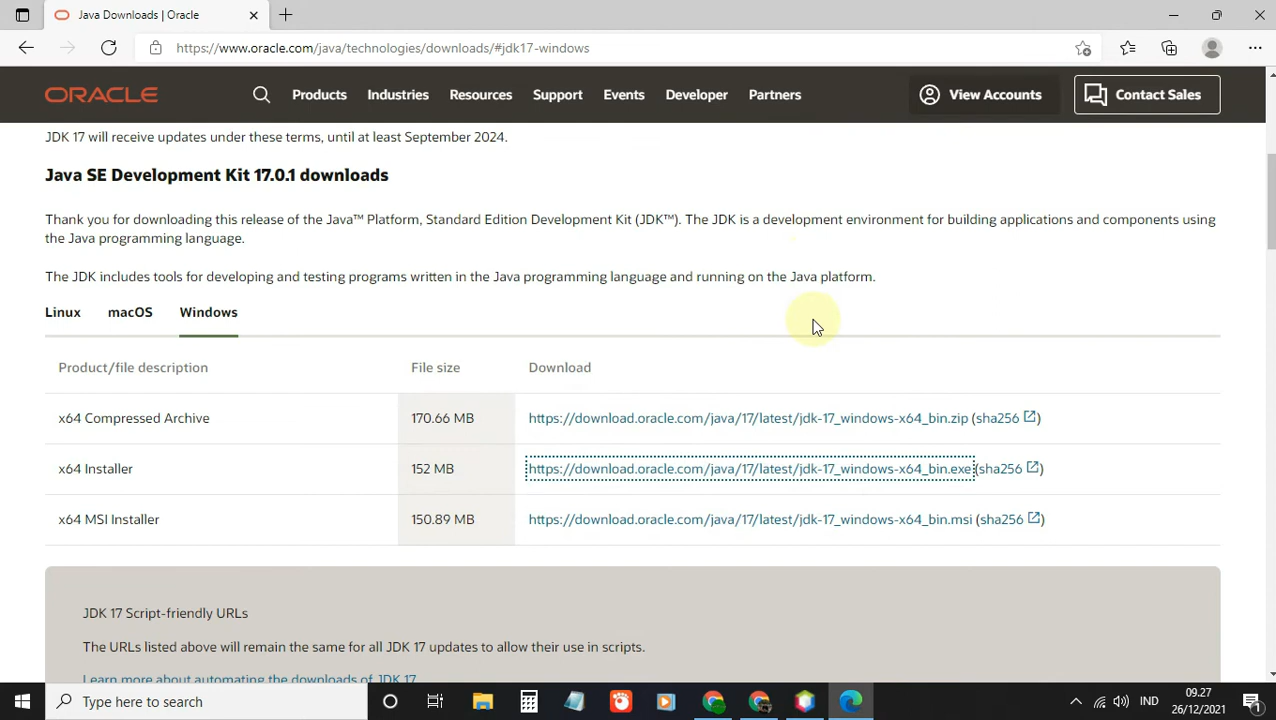 Java Downloads | Oracle
https://www.oracle.com/java/technologies/downloads/#jdk17-windows
ORACLE Products Industries Resources Support Events Developer Partners View Accounts Contact Sales
JDK 17 will receive updates under these terms, until at least September 2024.
Java SE Development Kit 17.0.1 downloads
Thank you for downloading this release of the Java™ Platform, Standard Edition Development Kit (JDK™). The JDK is a development environment for building applications and components using
the Java programming language.
The JDK includes tools for developing and testing programs written in the Java programming language and running on the Java platform.
Linux macOS Windows
Product/file description File size Download
x64 Compressed Archive 170.66 MB https://download.oracle.com/java/17/latest/jdk-17_windows-x64_bin.zip (sha256)
x64 Installer 152 MB https://download.oracle.com/java/17/latest/jdk-17_windows-x64_bin.exe (sha256)
x64 MSI Installer 150.89 MB https://download.oracle.com/java/17/latest/jdk-17_windows-x64_bin.msi (sha256)
JDK 17 Script-friendly URLs
The URLs listed above will remain the same for all JDK 17 updates to allow their use in scripts.
Learn more about automating the downloads of JDK 17
Type here to search
IND
09.27
26/12/2021
1